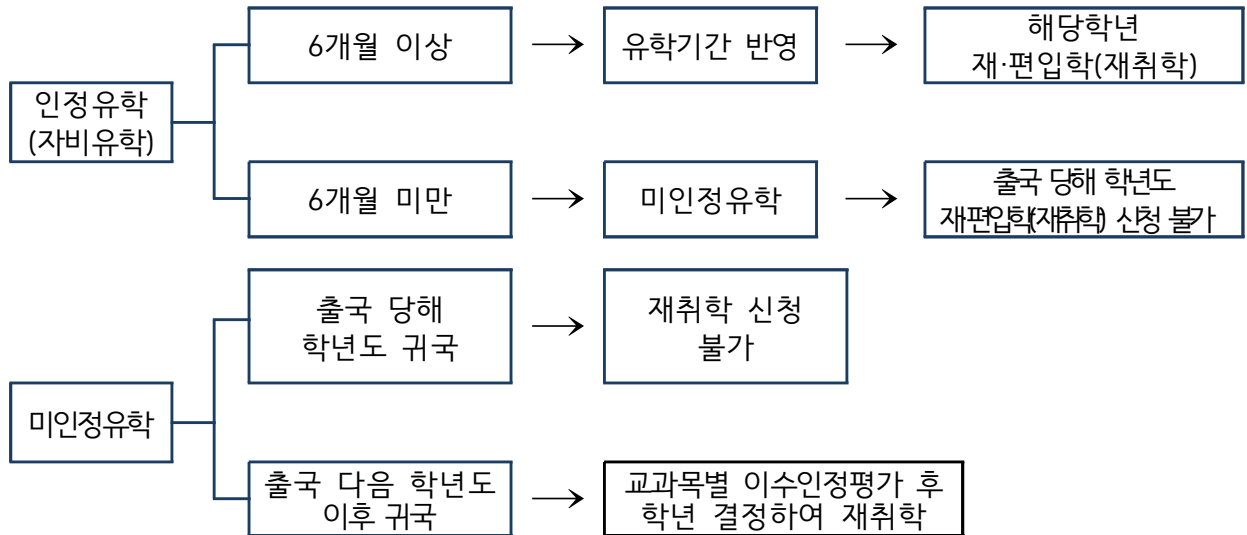 인정유학
(자비유학)
6개월 이상
유학기간 반영
해당학년
재·편입학(재취학)
6개월 미만
미인정유학
출국 당해 학년도
재편입학(재취학) 신청 불가
미인정유학
출국 당해
학년도 귀국
재취학 신청
불가
출국 다음 학년도
이후 귀국
교과목별 이수인정평가 후
학년 결정하여 재취학